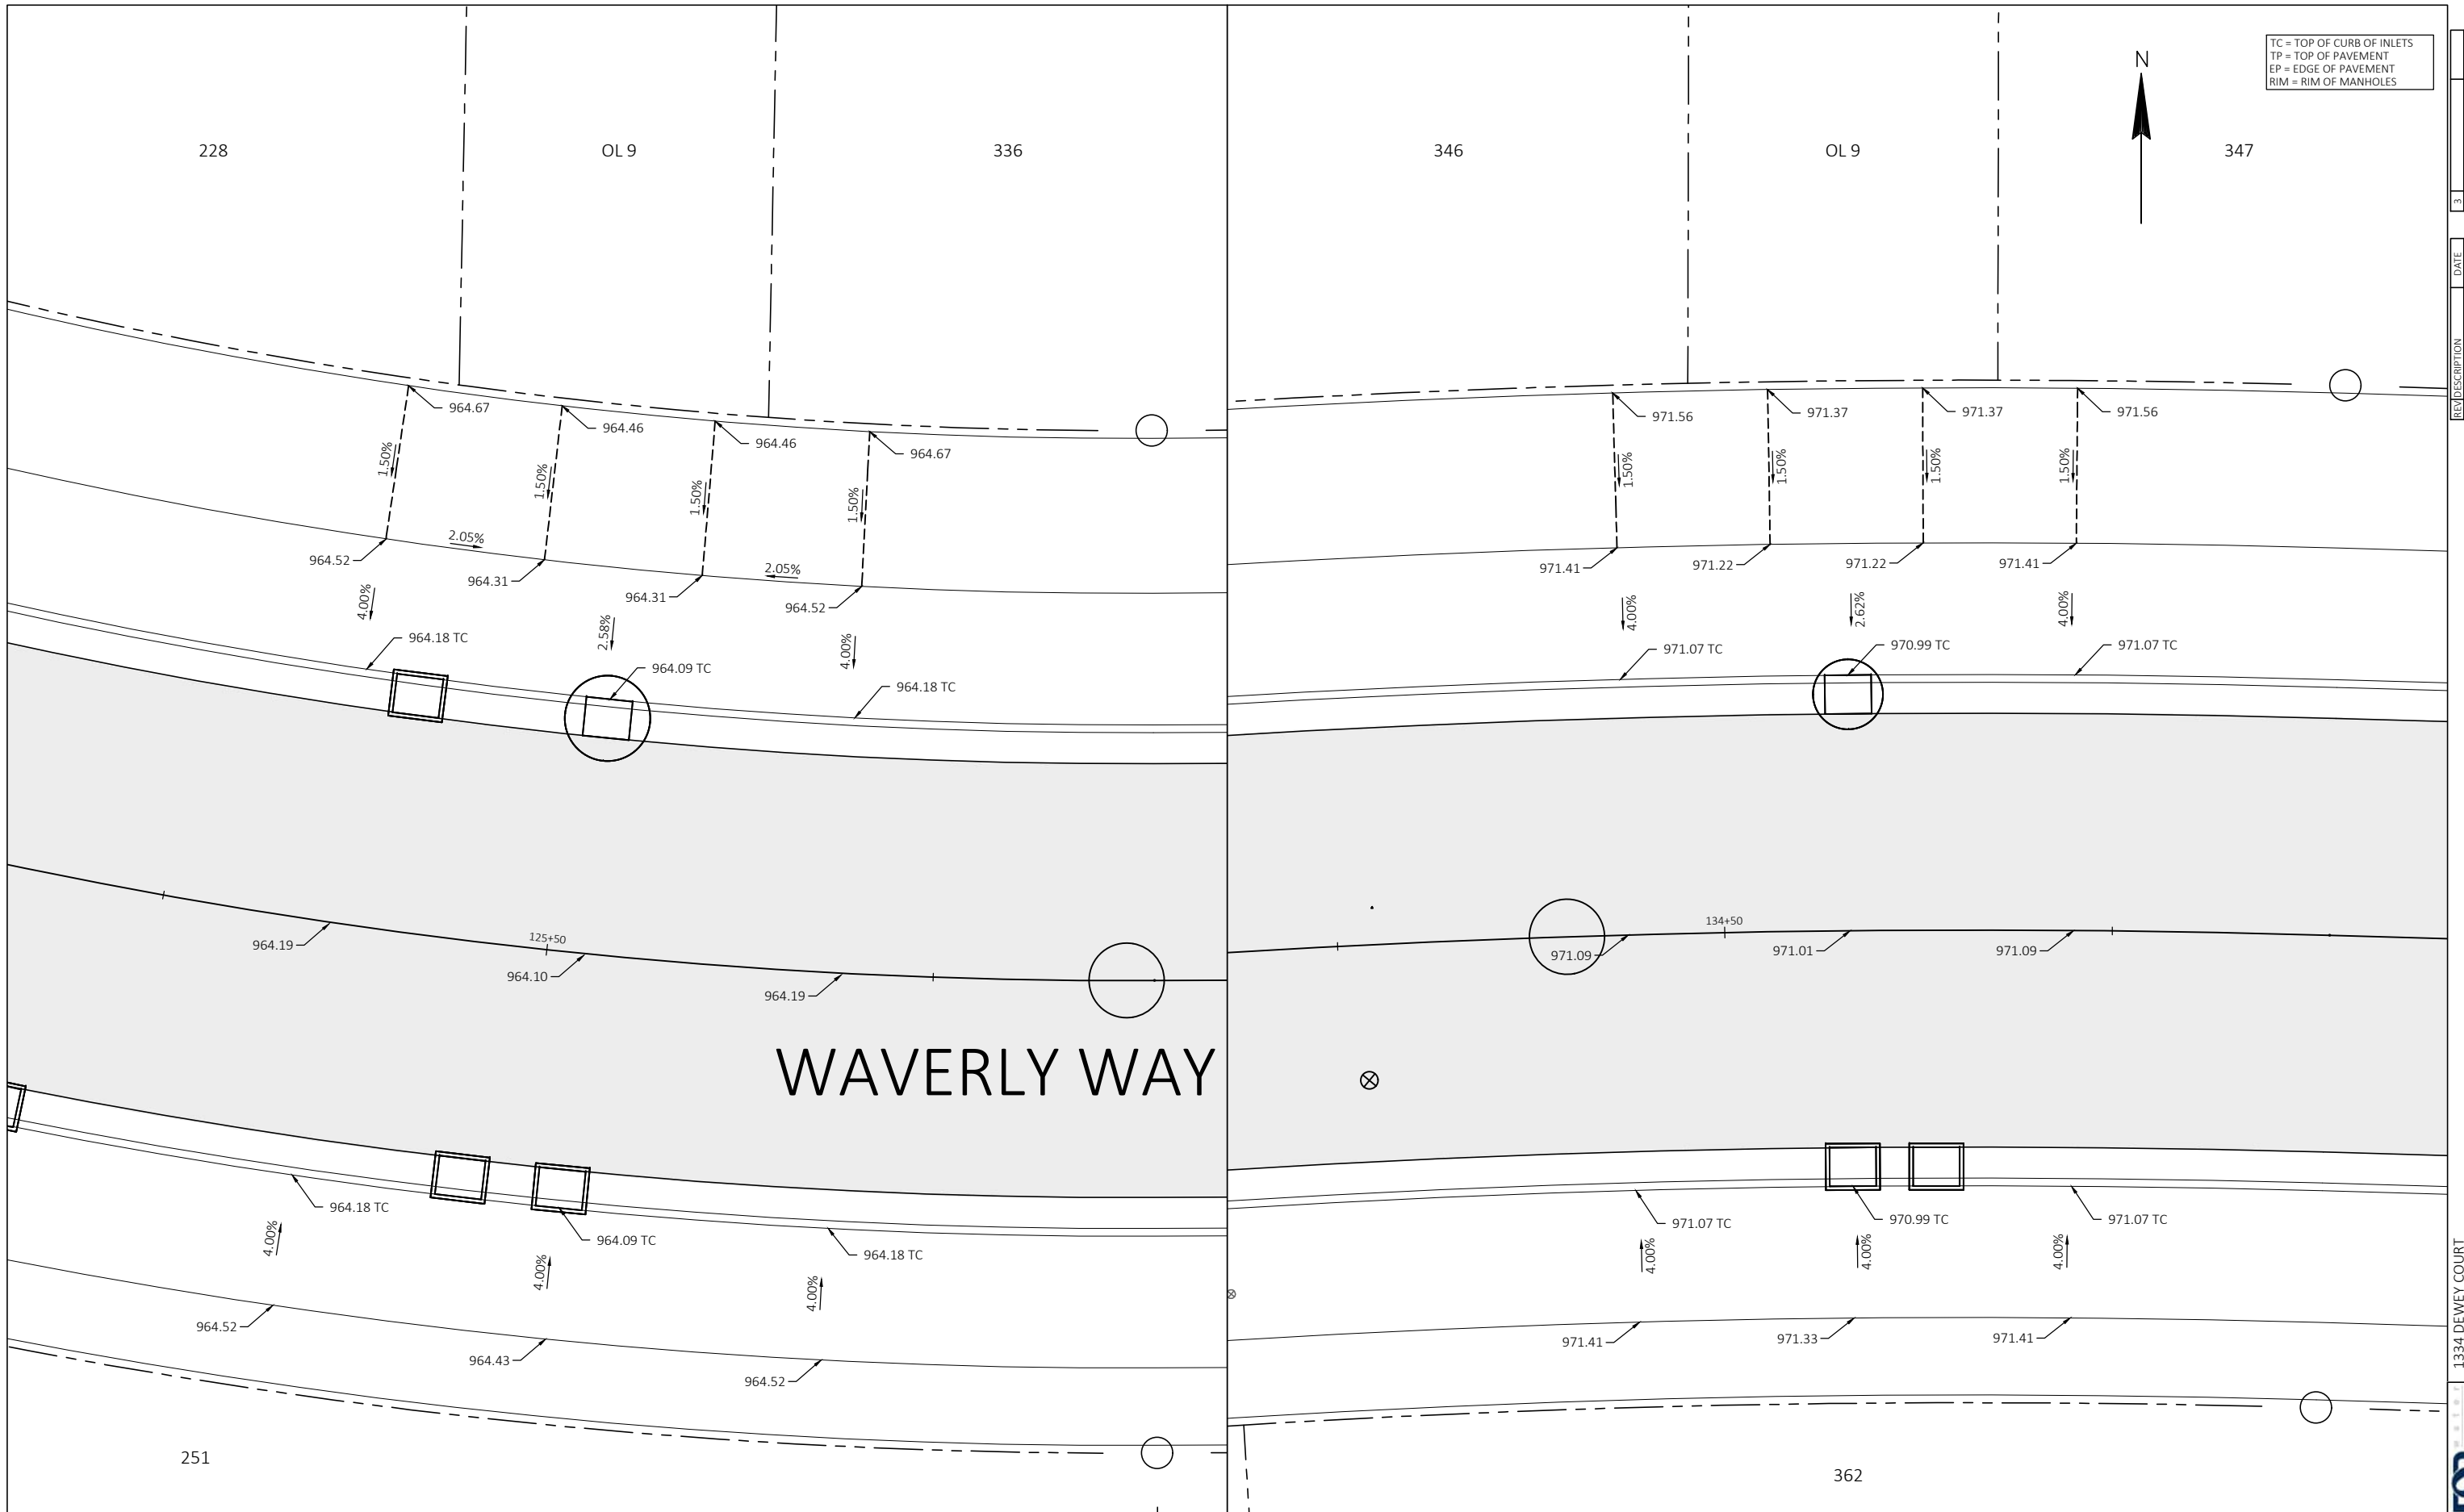 TC = TOP OF CURB OF INLETS
TP = TOP OF PAVEMENT
EP = EDGE OF PAVEMENT
RIM = RIM OF MANHOLES
N
228
OL 9
336
964.67
964.46
964.46
964.67
1.50%
1.50%
1.50%
1.50%
2.05%
2.05%
964.52
964.31
964.31
964.52
4.00%
2.58%
4.00%
964.18 TC
964.09 TC
964.18 TC
964.19
125+50
964.10
964.19
WAVERLY WAY
964.18 TC
964.09 TC
964.18 TC
4.00%
4.00%
4.00%
964.52
964.43
964.52
251
346
OL 9
347
971.56
971.37
971.37
971.56
1.50%
1.50%
1.50%
1.50%
971.41
971.22
971.22
971.41
4.00%
2.62%
4.00%
971.07 TC
970.99 TC
971.07 TC
134+50
971.09
971.01
971.09
971.07 TC
970.99 TC
971.07 TC
4.00%
4.00%
4.00%
971.41
971.33
971.41
362
3
REV DESCRIPTION DATE
1334 DEWEY COURT